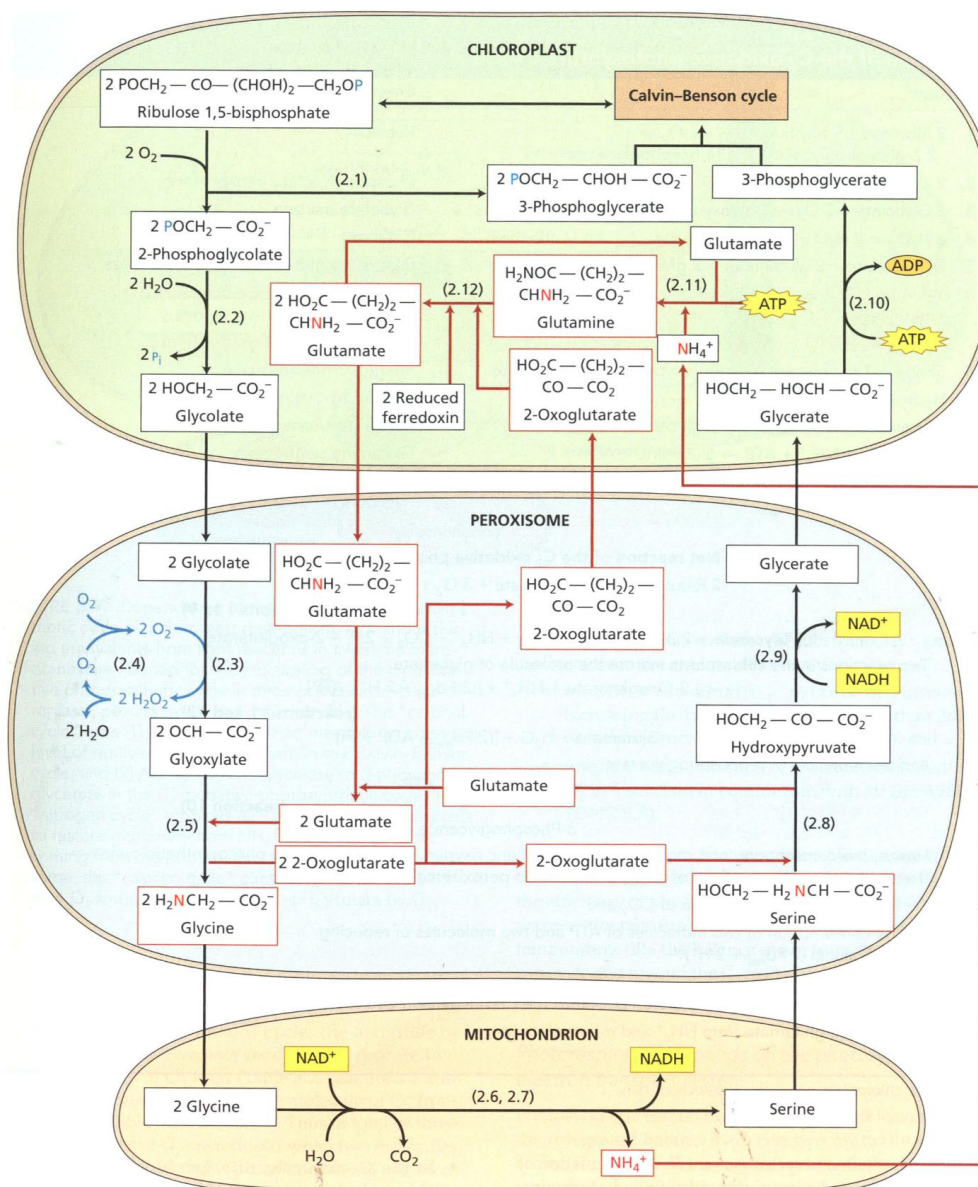 CHLOROPLAST
2 POCH₂ — CO — (CHOH)₂ — CH₂OP
Ribulose 1,5-bisphosphate
Calvin–Benson cycle
2 O₂
(2.1)
2 POCH₂ — CHOH — CO₂⁻
3-Phosphoglycerate
3-Phosphoglycerate
2 POCH₂ — CO₂⁻
2-Phosphoglycolate
Glutamate
2 H₂O
(2.2)
2 Pᵢ
2 HO₂C — (CH₂)₂ —
CHNH₂ — CO₂⁻
Glutamate
(2.12)
H₂NOC — (CH₂)₂ —
CHNH₂ — CO₂⁻
Glutamine
(2.11)
ATP
NH₄⁺
ADP
(2.10)
ATP
2 HOCH₂ — CO₂⁻
Glycolate
2 Reduced
ferredoxin
HO₂C — (CH₂)₂ —
CO — CO₂
2-Oxoglutarate
HOCH₂ — HOCH — CO₂⁻
Glycerate
PEROXISOME
2 Glycolate
HO₂C — (CH₂)₂ —
CHNH₂ — CO₂⁻
Glutamate
HO₂C — (CH₂)₂ —
CO — CO₂
2-Oxoglutarate
Glycerate
O₂
2 O₂
O₂
(2.4)
(2.3)
2 H₂O₂
2 H₂O
NAD⁺
(2.9)
NADH
2 OCH — CO₂⁻
Glyoxylate
HOCH₂ — CO — CO₂⁻
Hydroxypyruvate
Glutamate
(2.5)
2 Glutamate
(2.8)
2 2-Oxoglutarate
2-Oxoglutarate
2 H₂NCH₂ — CO₂⁻
Glycine
HOCH₂ — H₂NCH — CO₂⁻
Serine
MITOCHONDRION
NAD⁺
NADH
2 Glycine
(2.6, 2.7)
Serine
H₂O
CO₂
NH₄⁺